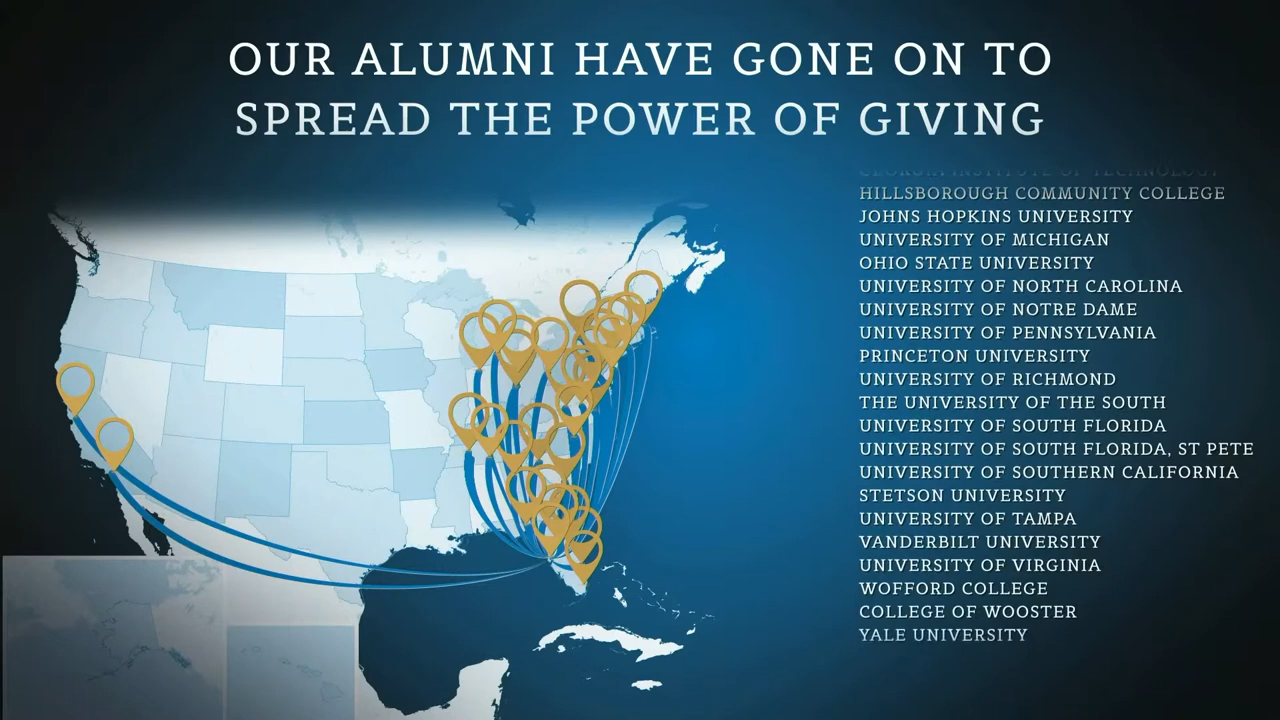 OUR ALUMNI HAVE GONE ON TO
SPREAD THE POWER OF GIVING
INSTITUTE OF TECHNOLOGY
HILLSBOROUGH COMMUNITY COLLEGE
JOHNS HOPKINS UNIVERSITY
UNIVERSITY OF MICHIGAN
OHIO STATE UNIVERSITY
UNIVERSITY OF NORTH CAROLINA
UNIVERSITY OF NOTRE DAME
UNIVERSITY OF PENNSYLVANIA
PRINCETON UNIVERSITY
UNIVERSITY OF RICHMOND
THE UNIVERSITY OF THE SOUTH
UNIVERSITY OF SOUTH FLORIDA
UNIVERSITY OF SOUTH FLORIDA, ST PETE
UNIVERSITY OF SOUTHERN CALIFORNIA
STETSON UNIVERSITY
UNIVERSITY OF TAMPA
VANDERBILT UNIVERSITY
UNIVERSITY OF VIRGINIA
WOFFORD COLLEGE
COLLEGE OF WOOSTER
YALE UNIVERSITY